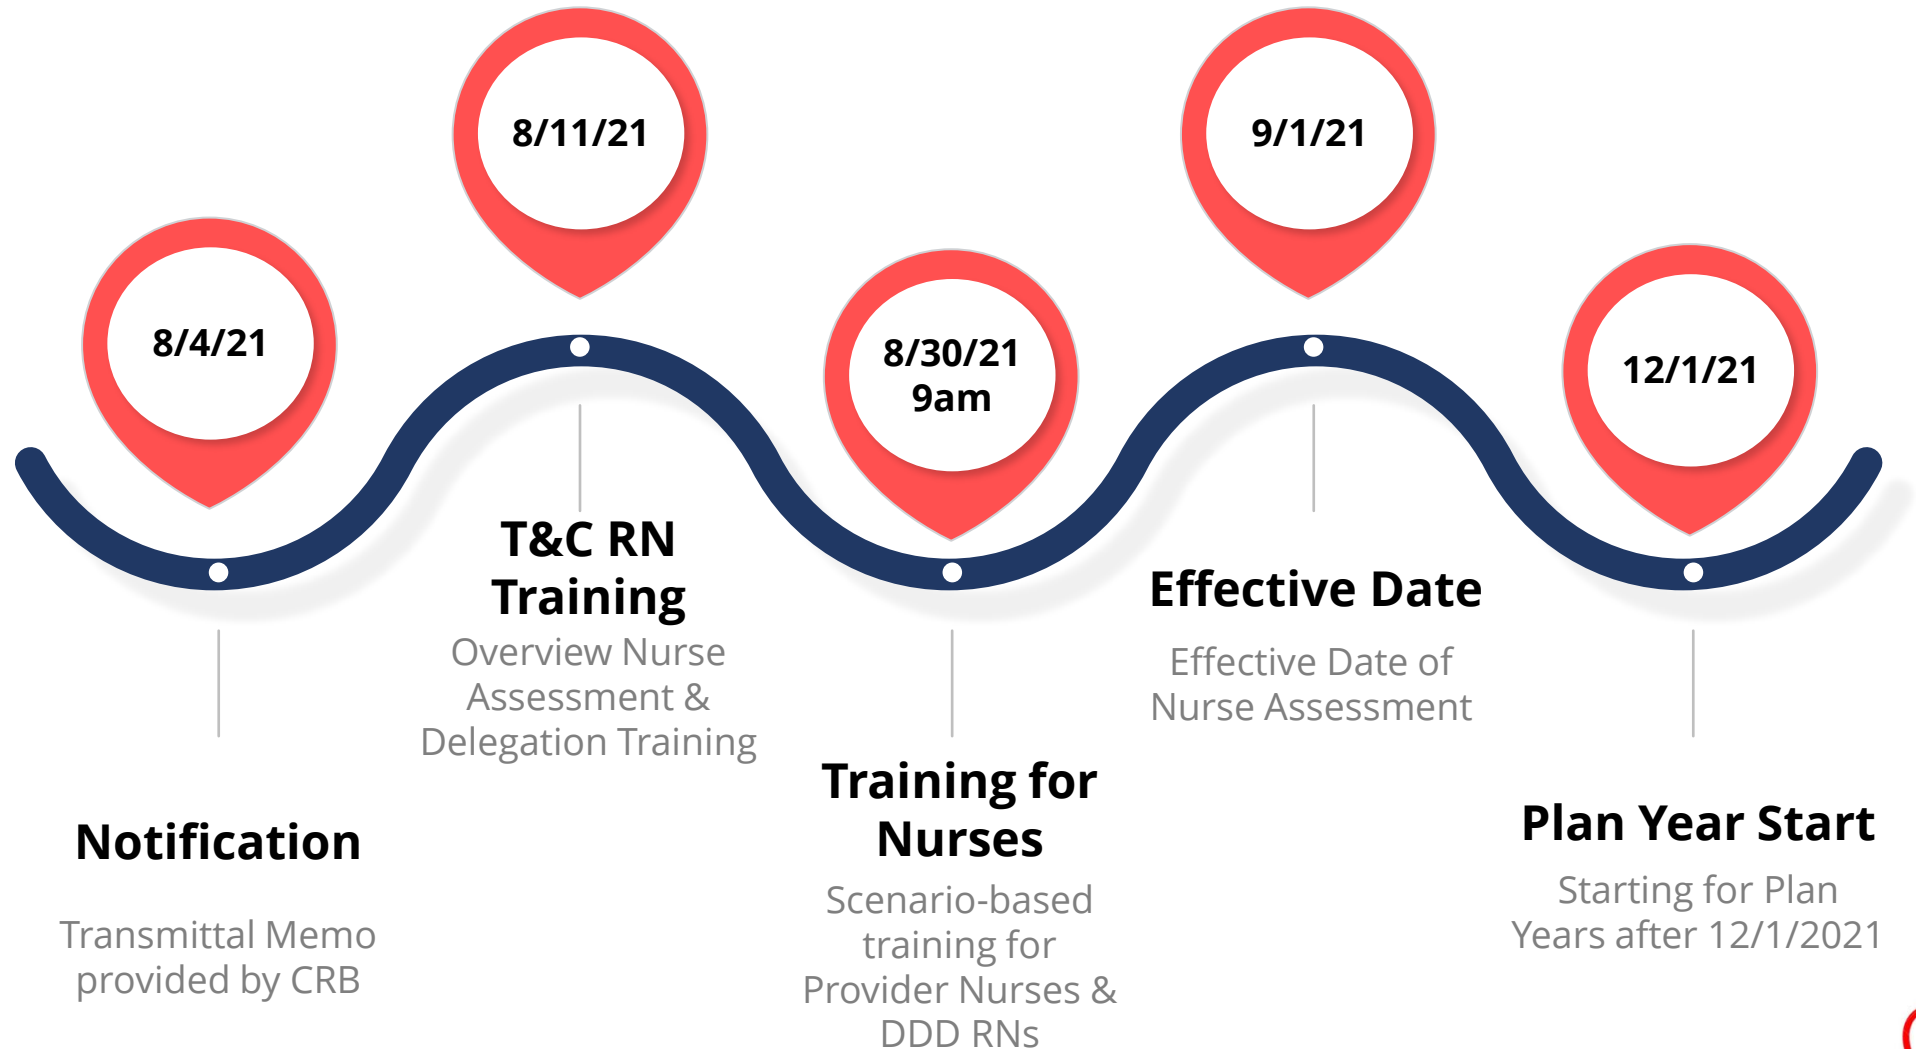 8/4/21
Notification
Transmittal Memo
provided by CRB
8/11/21
T&C RN
Training
Overview Nurse
Assessment &
Delegation Training
8/30/21
9am
Training for
Nurses
Scenario-based
training for
Provider Nurses &
DDD RNs
9/1/21
Effective Date
Effective Date of
Nurse Assessment
12/1/21
Plan Year Start
Starting for Plan
Years after 12/1/2021